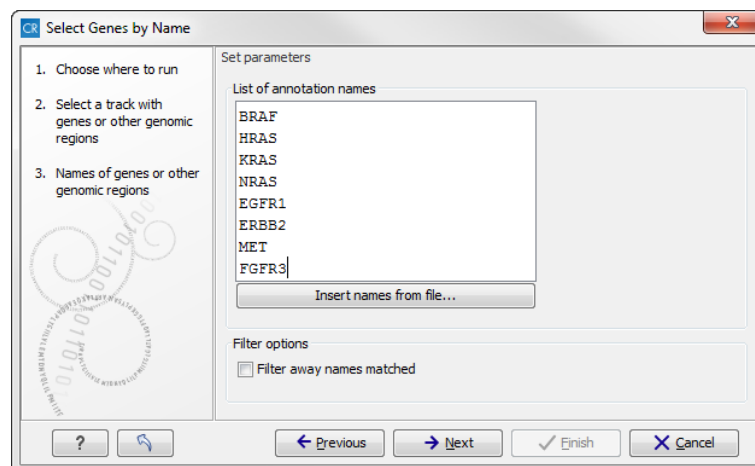 CR Select Genes by Name
x
1. Choose where to run
2. Select a track with
genes or other genomic
regions
3. Names of genes or other
genomic regions
Set parameters
List of annotation names
BRAF
HRAS
KRAS
NRAS
EGFR1
ERBB2
MET
FGFR3
Insert names from file...
Filter options
Filter away names matched
?
Previous
Next
Finish
Cancel